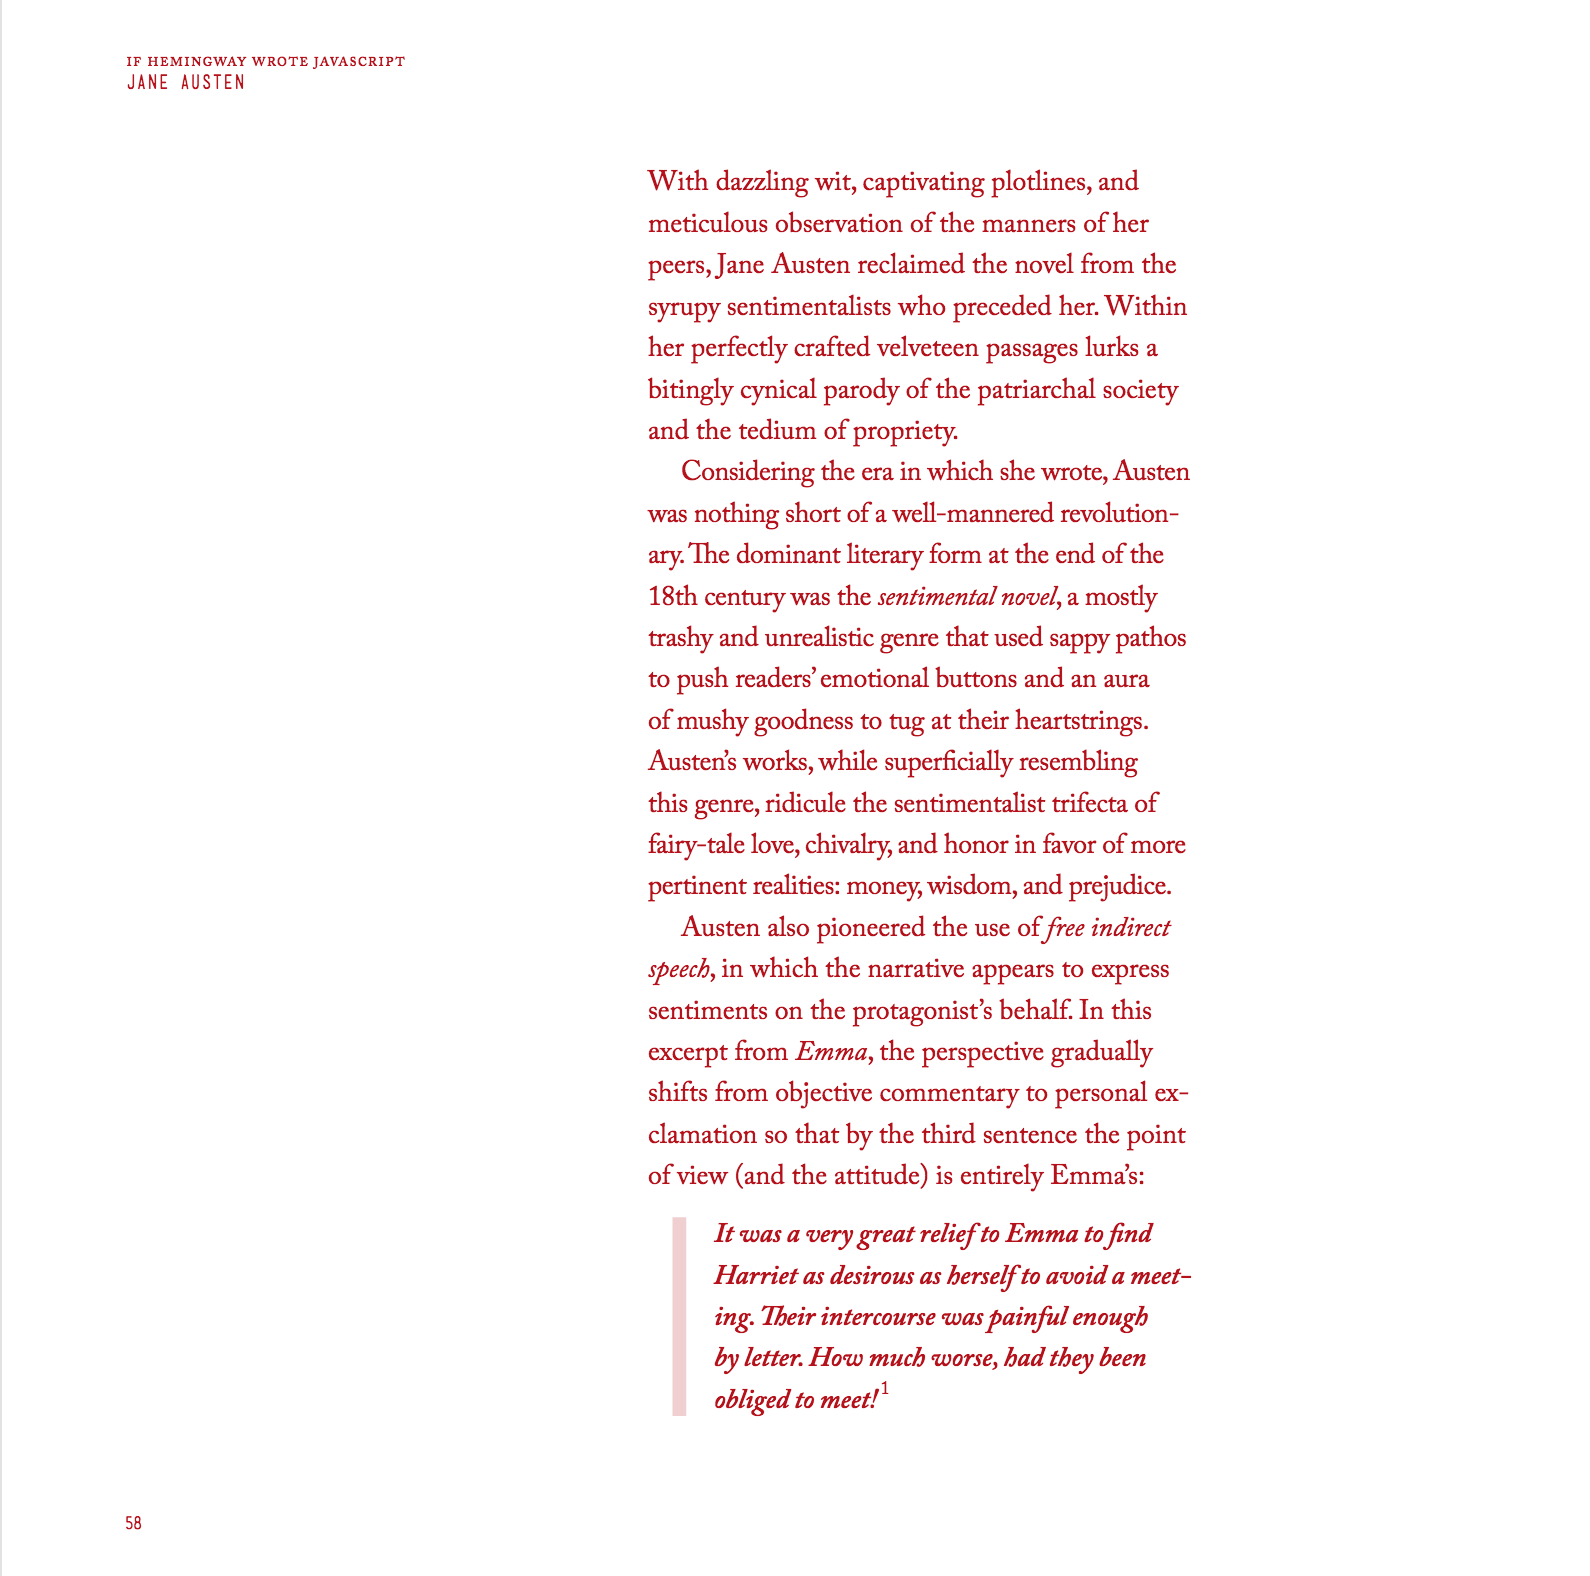 IF HEMINGWAY WROTE JAVASCRIPT
JANE AUSTEN
With dazzling wit, captivating plotlines, and
meticulous observation of the manners of her
peers, Jane Austen reclaimed the novel from the
syrupy sentimentalists who preceded her. Within
her perfectly crafted velveteen passages lurks a
bitingly cynical parody of the patriarchal society
and the tedium of propriety.
Considering the era in which she wrote, Austen
was nothing short of a well-mannered revolution-
ary. The dominant literary form at the end of the
18th century was the sentimental novel, a mostly
trashy and unrealistic genre that used sappy pathos
to push readers’ emotional buttons and an aura
of mushy goodness to tug at their heartstrings.
Austen’s works, while superficially resembling
this genre, ridicule the sentimentalist trifecta of
fairy-tale love, chivalry, and honor in favor of more
pertinent realities: money, wisdom, and prejudice.
Austen also pioneered the use of free indirect
speech, in which the narrative appears to express
sentiments on the protagonist’s behalf. In this
excerpt from Emma, the perspective gradually
shifts from objective commentary to personal ex-
clamation so that by the third sentence the point
of view (and the attitude) is entirely Emma’s:
It was a very great relief to Emma to find
Harriet as desirous as herself to avoid a meet-
ing. Their intercourse was painful enough
by letter. How much worse, had they been
obliged to meet!1
58